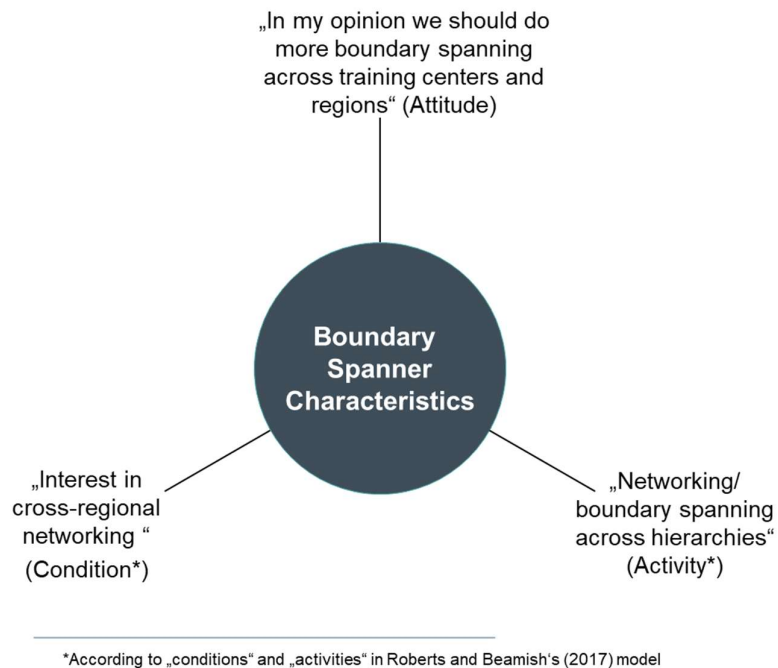 „In my opinion we should do
more boundary spanning
across training centers and
regions“ (Attitude)
Boundary
Spanner
Characteristics
„Interest in
cross-regional
networking “
(Condition*)
„Networking/
boundary spanning
across hierarchies“
(Activity*)
*According to „conditions“ and „activities“ in Roberts and Beamish‘s (2017) model